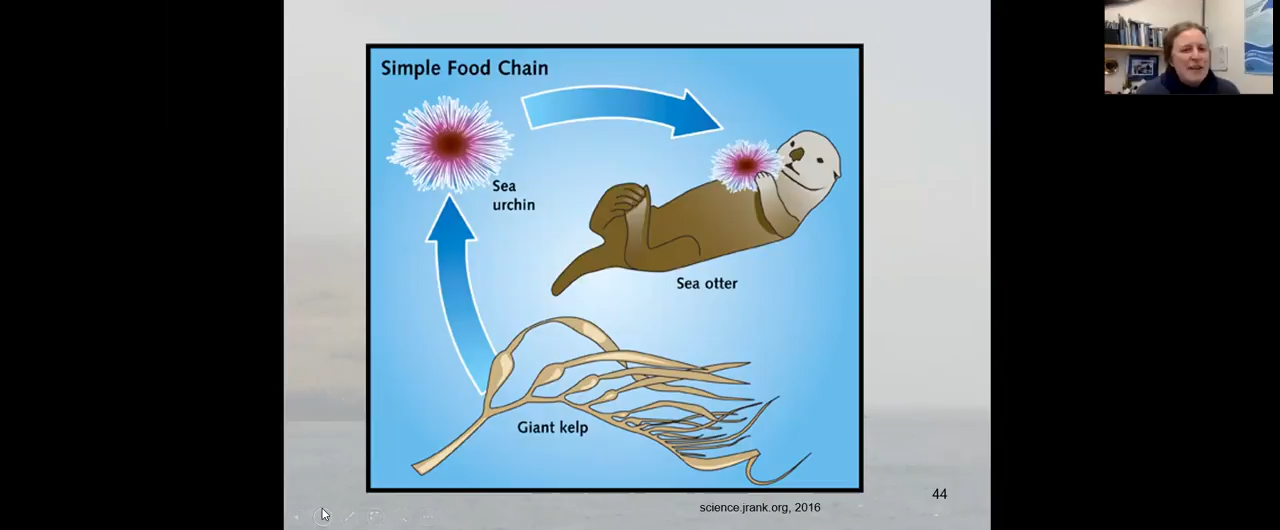 Simple Food Chain
Sea
urchin
Sea otter
Giant kelp
44
science.jrank.org, 2016